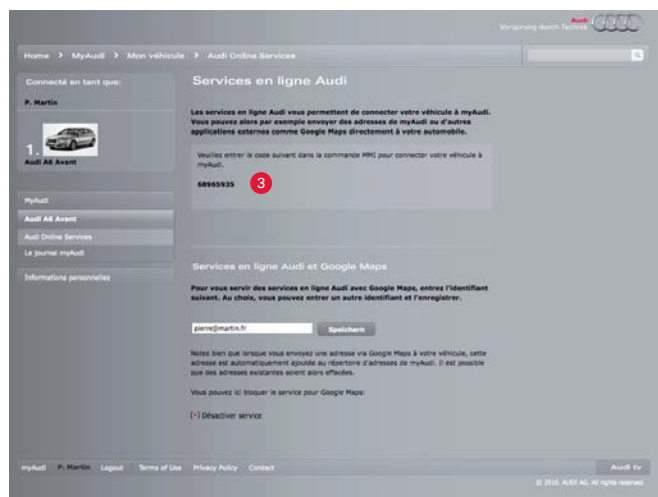 Audi
Vorsprung durch Technik
Home > MyAudi > Mon véhicule > Audi Online Services
Connecté en tant que:
P. Martin
1.
Audi A6 Avant
MyAudi
Audi A6 Avant
Audi Online Services
Le journal myAudi
Informations personnelles
Services en ligne Audi
Les services en ligne Audi vous permettent de connecter votre véhicule à myAudi.
Vous pouvez alors par exemple envoyer des adresses de myAudi ou d'autres
applications externes comme Google Maps directement à votre automobile.
Veuillez entrer le code suivant dans la commande MMI pour connecter votre véhicule à
myAudi.
68965935
3
Services en ligne Audi et Google Maps
Pour vous servir des services en ligne Audi avec Google Maps, entrez l'identifiant
suivant. Au choix, vous pouvez entrer un autre identifiant et l'enregistrer.
pierre@martin.fr
Speichern
Notez bien que lorsque vous envoyez une adresse via Google Maps à votre véhicule, cette
adresse est automatiquement ajoutée au répertoire d'adresses de myAudi. Il est possible
que des adresses existantes soient alors effacées.
Vous pouvez ici bloquer le service pour Google Maps:
[•] Désactiver service
myAudi P. Martin Logout Terms of Use Privacy Policy Contact
Audi tv
© 2010. AUDI AG. All rights reserved